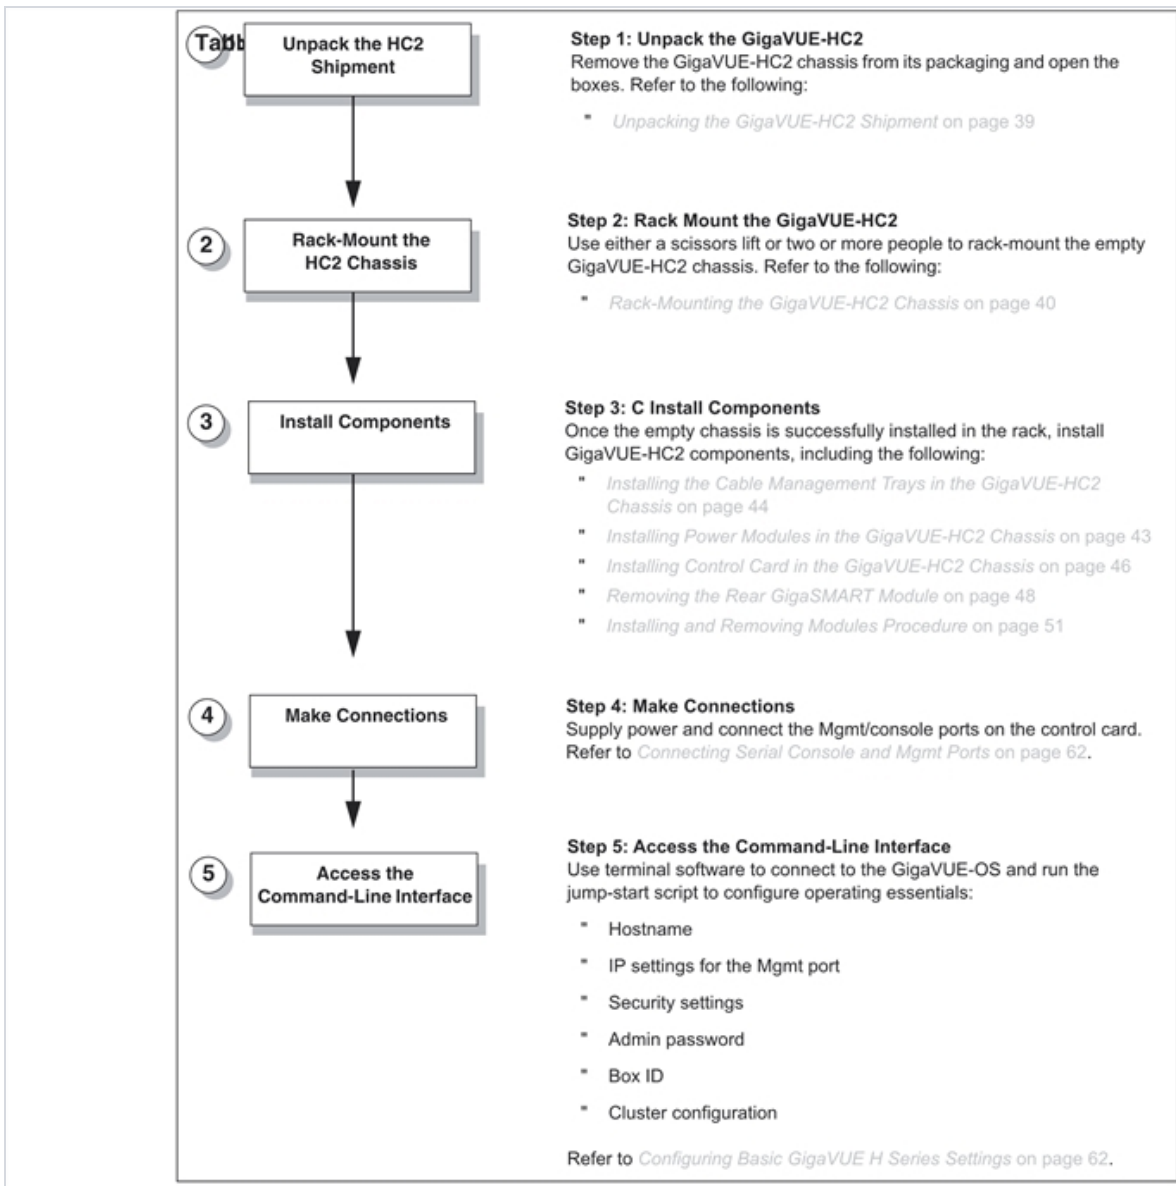 Unpack the HC2
Shipment
Step 1: Unpack the GigaVUE-HC2
Remove the GigaVUE-HC2 chassis from its packaging and open the
boxes. Refer to the following:
" Unpacking the GigaVUE-HC2 Shipment on page 39
2
Rack-Mount the
HC2 Chassis
Step 2: Rack Mount the GigaVUE-HC2
Use either a scissors lift or two or more people to rack-mount the empty
GigaVUE-HC2 chassis. Refer to the following:
" Rack-Mounting the GigaVUE-HC2 Chassis on page 40
3
Install Components
Step 3: C Install Components
Once the empty chassis is successfully installed in the rack, install
GigaVUE-HC2 components, including the following:
" Installing the Cable Management Trays in the GigaVUE-HC2
Chassis on page 44
" Installing Power Modules in the GigaVUE-HC2 Chassis on page 43
" Installing Control Card in the GigaVUE-HC2 Chassis on page 46
" Removing the Rear GigaSMART Module on page 48
" Installing and Removing Modules Procedure on page 51
4
Make Connections
Step 4: Make Connections
Supply power and connect the Mgmt/console ports on the control card.
Refer to Connecting Serial Console and Mgmt Ports on page 62.
5
Access the
Command-Line Interface
Step 5: Access the Command-Line Interface
Use terminal software to connect to the GigaVUE-OS and run the
jump-start script to configure operating essentials:
" Hostname
" IP settings for the Mgmt port
" Security settings
" Admin password
" Box ID
" Cluster configuration
Refer to Configuring Basic GigaVUE H Series Settings on page 62.